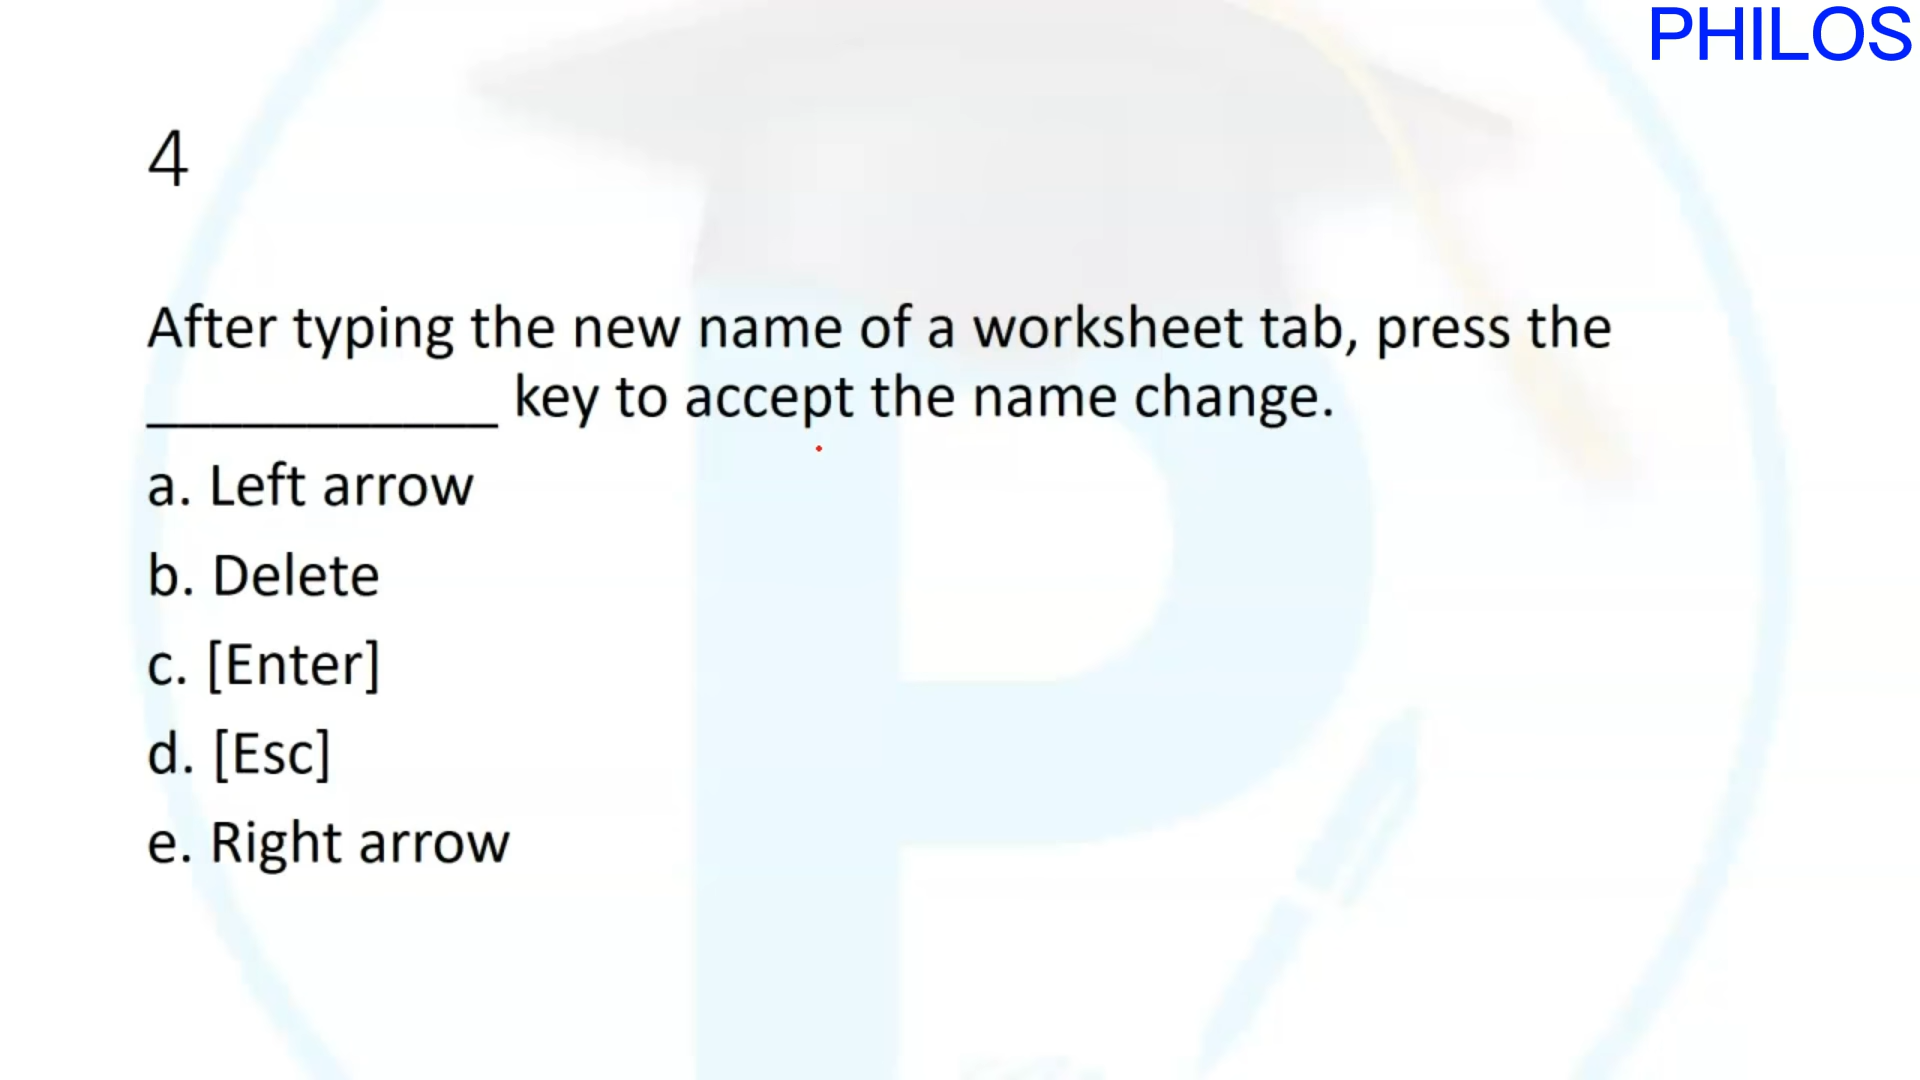 PHILOS
4
After typing the new name of a worksheet tab, press the
___________ key to accept the name change.
a. Left arrow
b. Delete
c. [Enter]
d. [Esc]
e. Right arrow